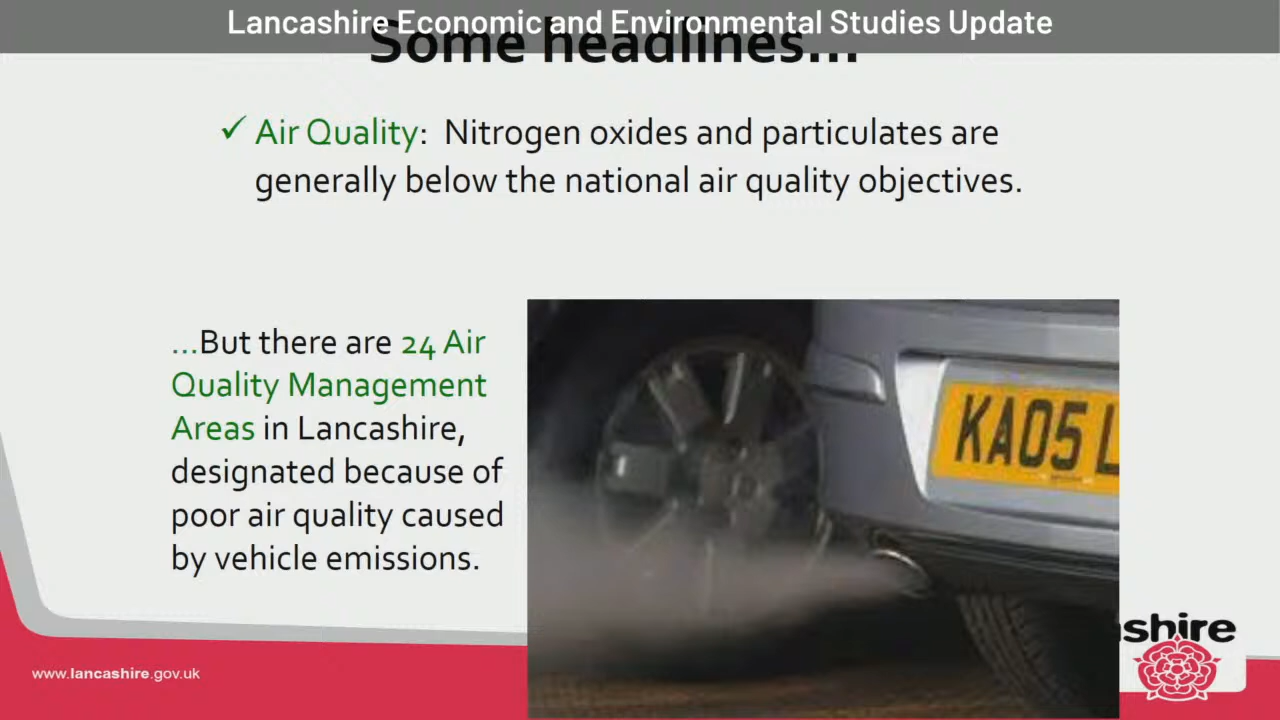 Lancashire Economic and Environmental Studies Update
Some headlines...
✓ Air Quality: Nitrogen oxides and particulates are
generally below the national air quality objectives.
...But there are 24 Air
Quality Management
Areas in Lancashire,
designated because of
poor air quality caused
by vehicle emissions.
KA05 L
shire
www.lancashire.gov.uk